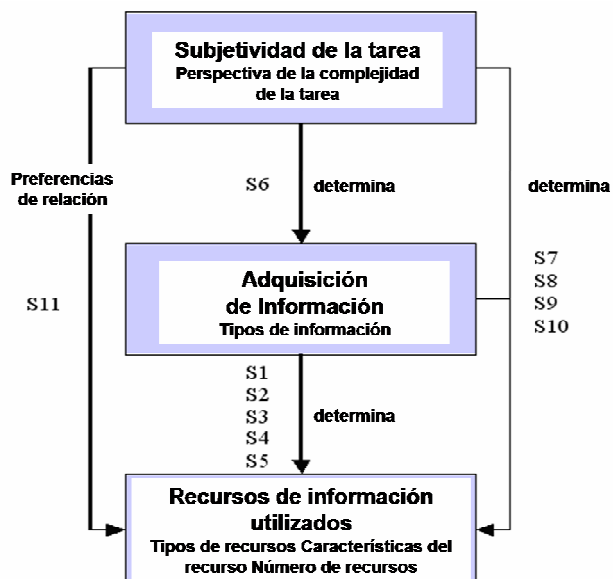 Subjetividad de la tarea
Perspectiva de la complejidad
de la tarea
Preferencias
de relación
S6
determina
determina
S7
S8
S9
S10
S11
Adquisición
de Información
Tipos de información
S1
S2
S3
S4
S5
determina
Recursos de información
utilizados
Tipos de recursos Características del
recurso Número de recursos